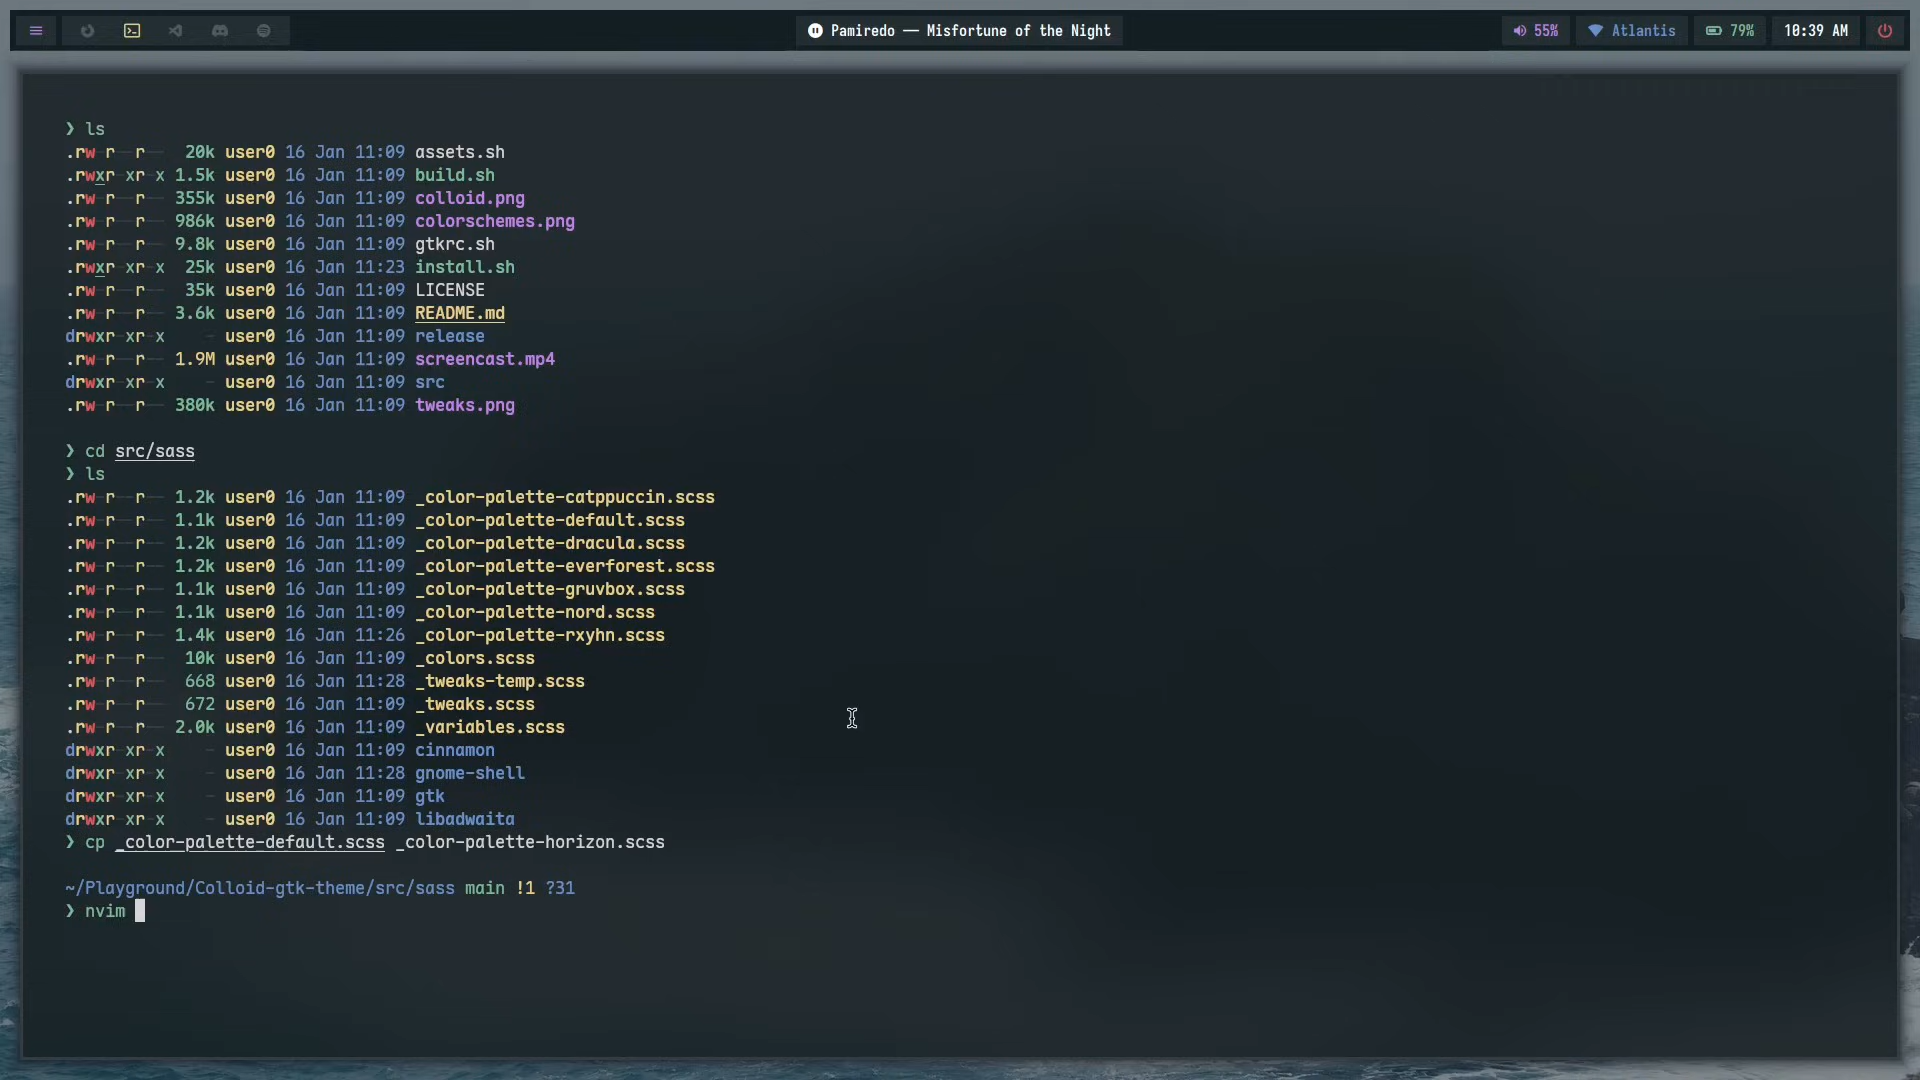 Pamiredo — Misfortune of the Night
55%
Atlantis
79%
10:39 AM
❯ ls
.rw-r--r-- 20k user0 16 Jan 11:09 assets.sh
.rwxr-xr-x 1.5k user0 16 Jan 11:09 build.sh
.rw-r--r-- 355k user0 16 Jan 11:09 colloid.png
.rw-r--r-- 986k user0 16 Jan 11:09 colorschemes.png
.rw-r--r-- 9.8k user0 16 Jan 11:09 gtkrc.sh
.rwxr-xr-x 25k user0 16 Jan 11:23 install.sh
.rw-r--r-- 35k user0 16 Jan 11:09 LICENSE
.rw-r--r-- 3.6k user0 16 Jan 11:09 README.md
drwxr-xr-x - user0 16 Jan 11:09 release
.rw-r--r-- 1.9M user0 16 Jan 11:09 screencast.mp4
drwxr-xr-x - user0 16 Jan 11:09 src
.rw-r--r-- 380k user0 16 Jan 11:09 tweaks.png
❯ cd src/sass
❯ ls
.rw-r--r-- 1.2k user0 16 Jan 11:09 _color-palette-catppuccin.scss
.rw-r--r-- 1.1k user0 16 Jan 11:09 _color-palette-default.scss
.rw-r--r-- 1.2k user0 16 Jan 11:09 _color-palette-dracula.scss
.rw-r--r-- 1.2k user0 16 Jan 11:09 _color-palette-everforest.scss
.rw-r--r-- 1.1k user0 16 Jan 11:09 _color-palette-gruvbox.scss
.rw-r--r-- 1.1k user0 16 Jan 11:09 _color-palette-nord.scss
.rw-r--r-- 1.4k user0 16 Jan 11:26 _color-palette-rxyhn.scss
.rw-r--r-- 10k user0 16 Jan 11:09 _colors.scss
.rw-r--r-- 668 user0 16 Jan 11:28 _tweaks-temp.scss
.rw-r--r-- 672 user0 16 Jan 11:09 _tweaks.scss
.rw-r--r-- 2.0k user0 16 Jan 11:09 _variables.scss
drwxr-xr-x - user0 16 Jan 11:09 cinnamon
drwxr-xr-x - user0 16 Jan 11:28 gnome-shell
drwxr-xr-x - user0 16 Jan 11:09 gtk
drwxr-xr-x - user0 16 Jan 11:09 libadwaita
❯ cp _color-palette-default.scss _color-palette-horizon.scss
~/Playground/Colloid-gtk-theme/src/sass main !1 ?31
❯ nvim